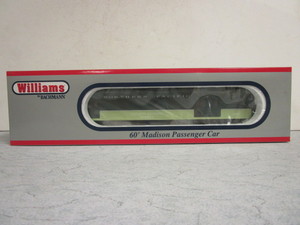 Williams
by BACHMANN
60' Madison Passenger Car